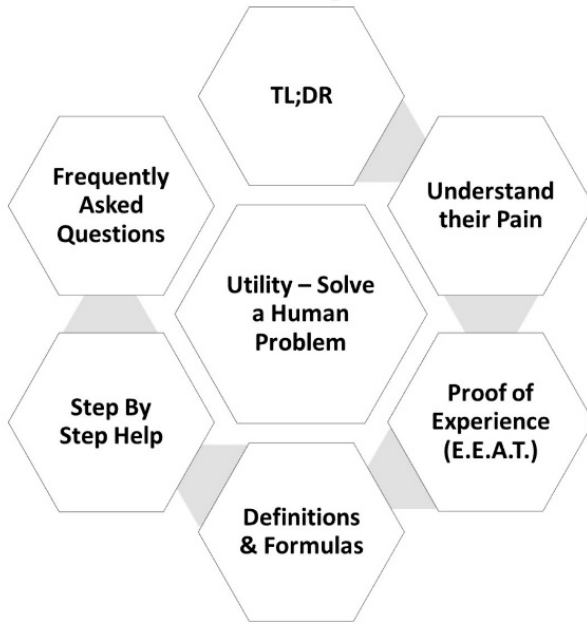 TL;DR
Understand
their Pain
Proof of
Experience
(E.E.A.T.)
Definitions
& Formulas
Step By
Step Help
Frequently
Asked
Questions
Utility – Solve
a Human
Problem